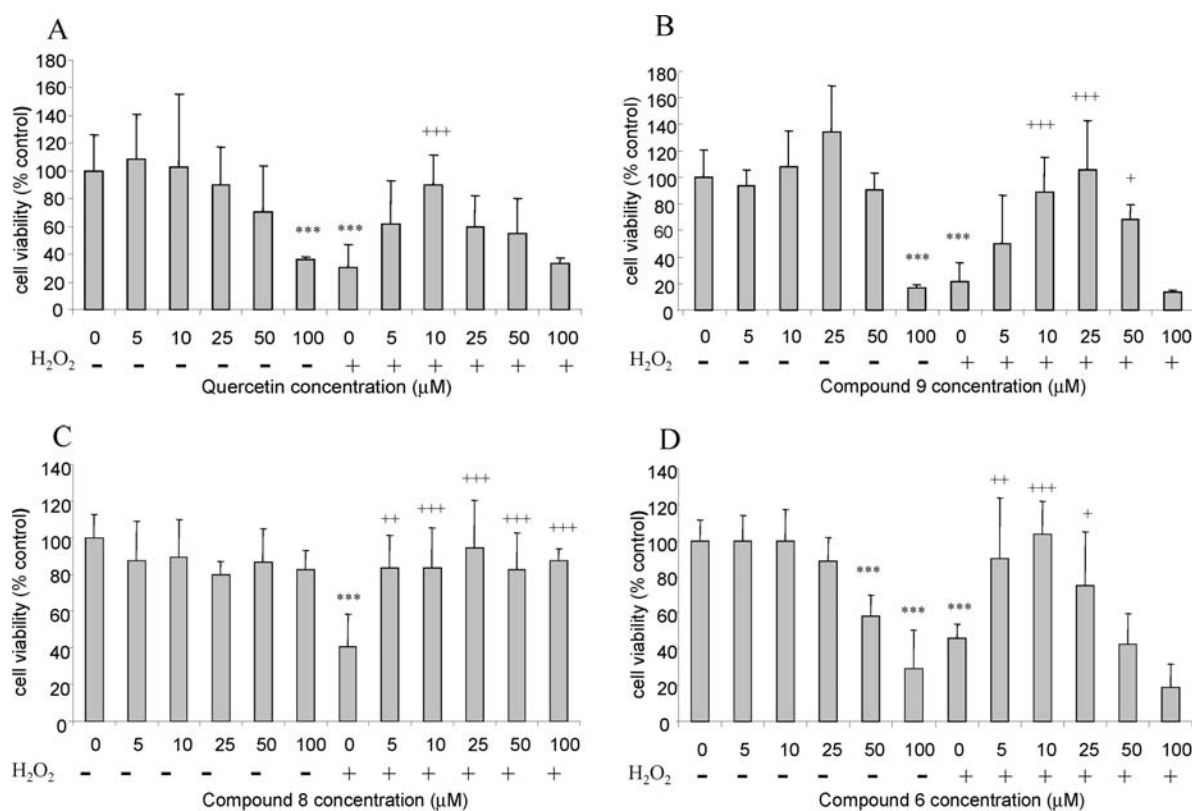 A
cell viability (% control)
180
160
140
120
100
80
60
40
20
0
+++
***
***
0 5 10 25 50 100 0 5 10 25 50 100
H₂O₂ - - - - - - + + + + + +
Quercetin concentration (μM)
B
cell viability (% control)
180
160
140
120
100
80
60
40
20
0
+++
+++
+
***
***
0 5 10 25 50 100 0 5 10 25 50 100
- - - - - - + + + + + +
Compound 9 concentration (μM)
C
cell viability (% control)
140
120
100
80
60
40
20
0
+++
++ +++ +++ +++
***
0 5 10 25 50 100 0 5 10 25 50 100
H₂O₂ - - - - - - + + + + + +
Compound 8 concentration (μM)
D
cell viability (% control)
140
120
100
80
60
40
20
0
++ +++
+
*** *** ***
0 5 10 25 50 100 0 5 10 25 50 100
H₂O₂ - - - - - - + + + + + +
Compound 6 concentration (μM)